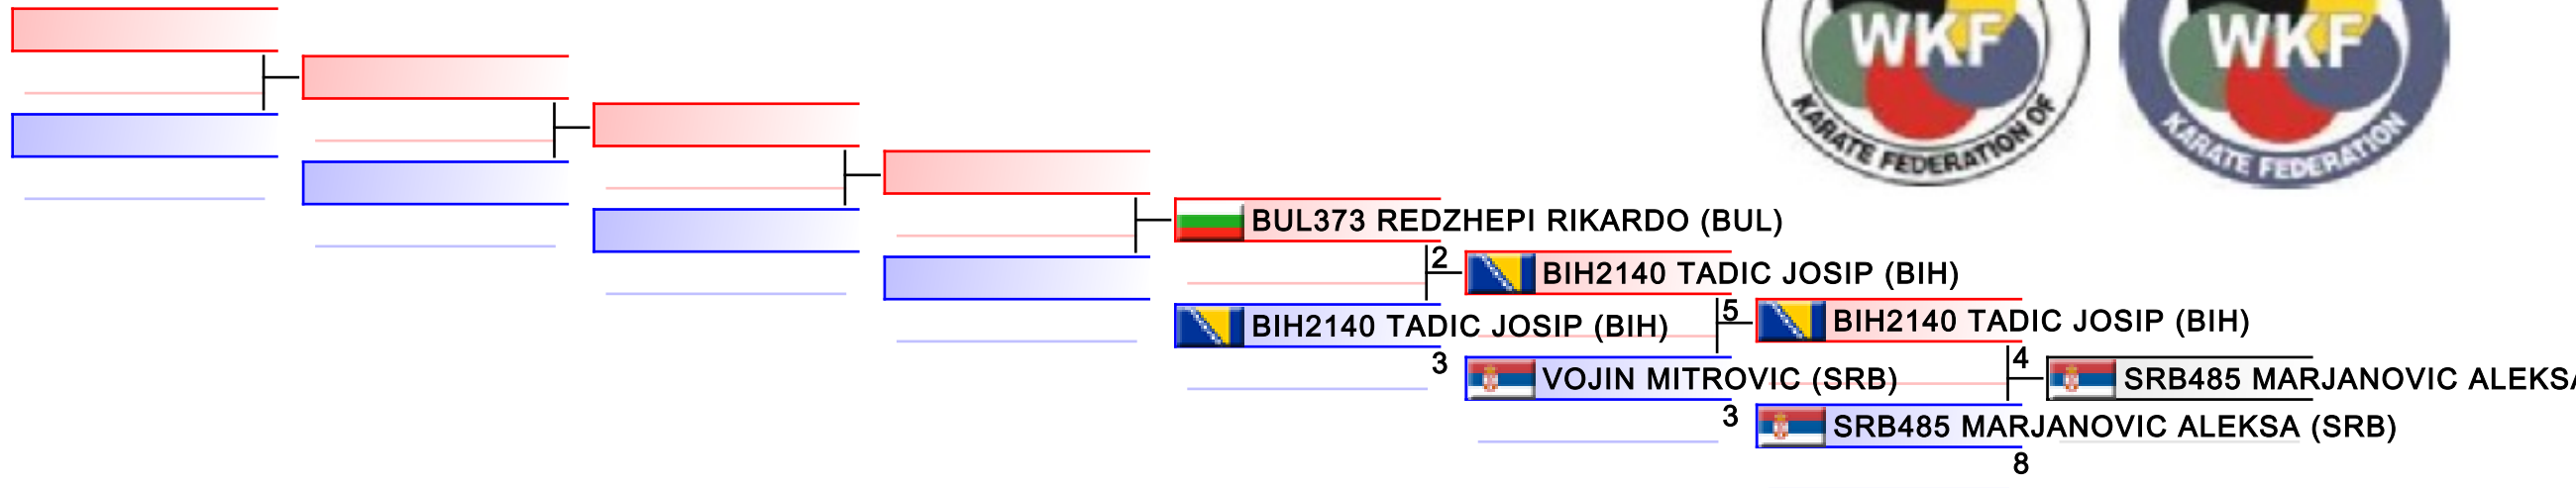 WKF
KARATE FEDERATION OF
WKF
KARATE FEDERATION
BUL373 REDZHEPI RIKARDO (BUL)
2
BIH2140 TADIC JOSIP (BIH)
BIH2140 TADIC JOSIP (BIH)
3
5
BIH2140 TADIC JOSIP (BIH)
VOJIN MITROVIC (SRB)
3
4
SRB485 MARJANOVIC ALEKSA
SRB485 MARJANOVIC ALEKSA (SRB)
8